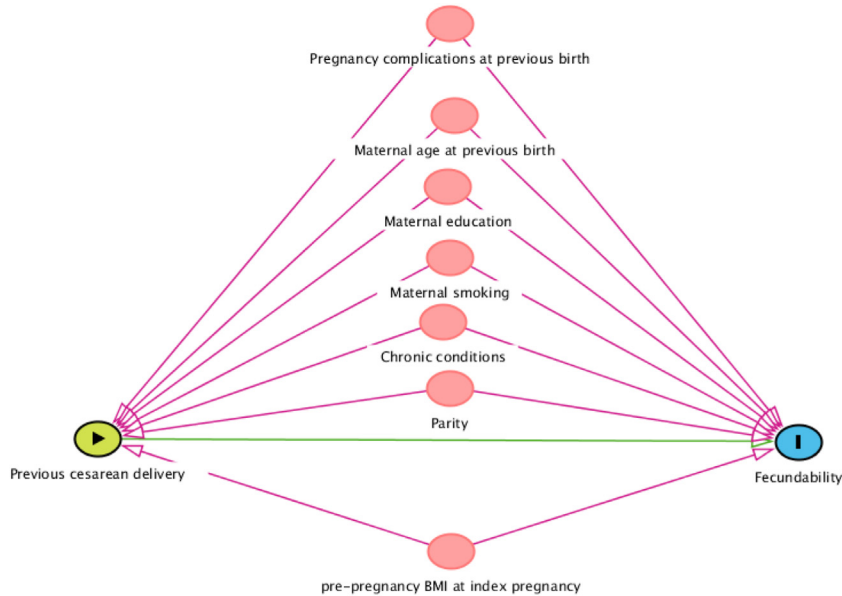 Pregnancy complications at previous birth
Maternal age at previous birth
Maternal education
Maternal smoking
Chronic conditions
Parity
Previous cesarean delivery
Fecundability
pre-pregnancy BMI at index pregnancy